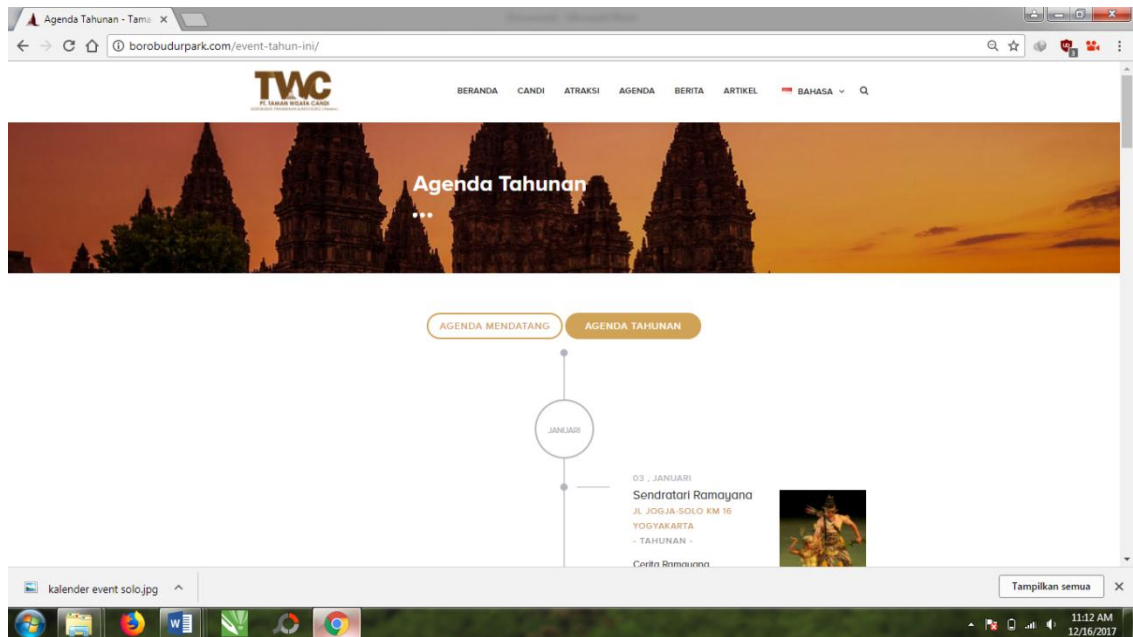 Agenda Tahunan - Tama
borobudurpark.com/event-tahun-ini/
TWC
PT. TAMAN WISATA CANDI
BERANDA CANDI ATRAKSI AGENDA BERITA ARTIKEL BAHASA
Agenda Tahunan
AGENDA MENDATANG AGENDA TAHUNAN
JANUARI
03 , JANUARI
Sendratari Ramayana
JL JOGJA-SOLO KM 16
YOGYAKARTA
- TAHUNAN -
Cerita Ramayana
kalender event solo.jpg
Tampilkan semua
11:12 AM
12/16/2017